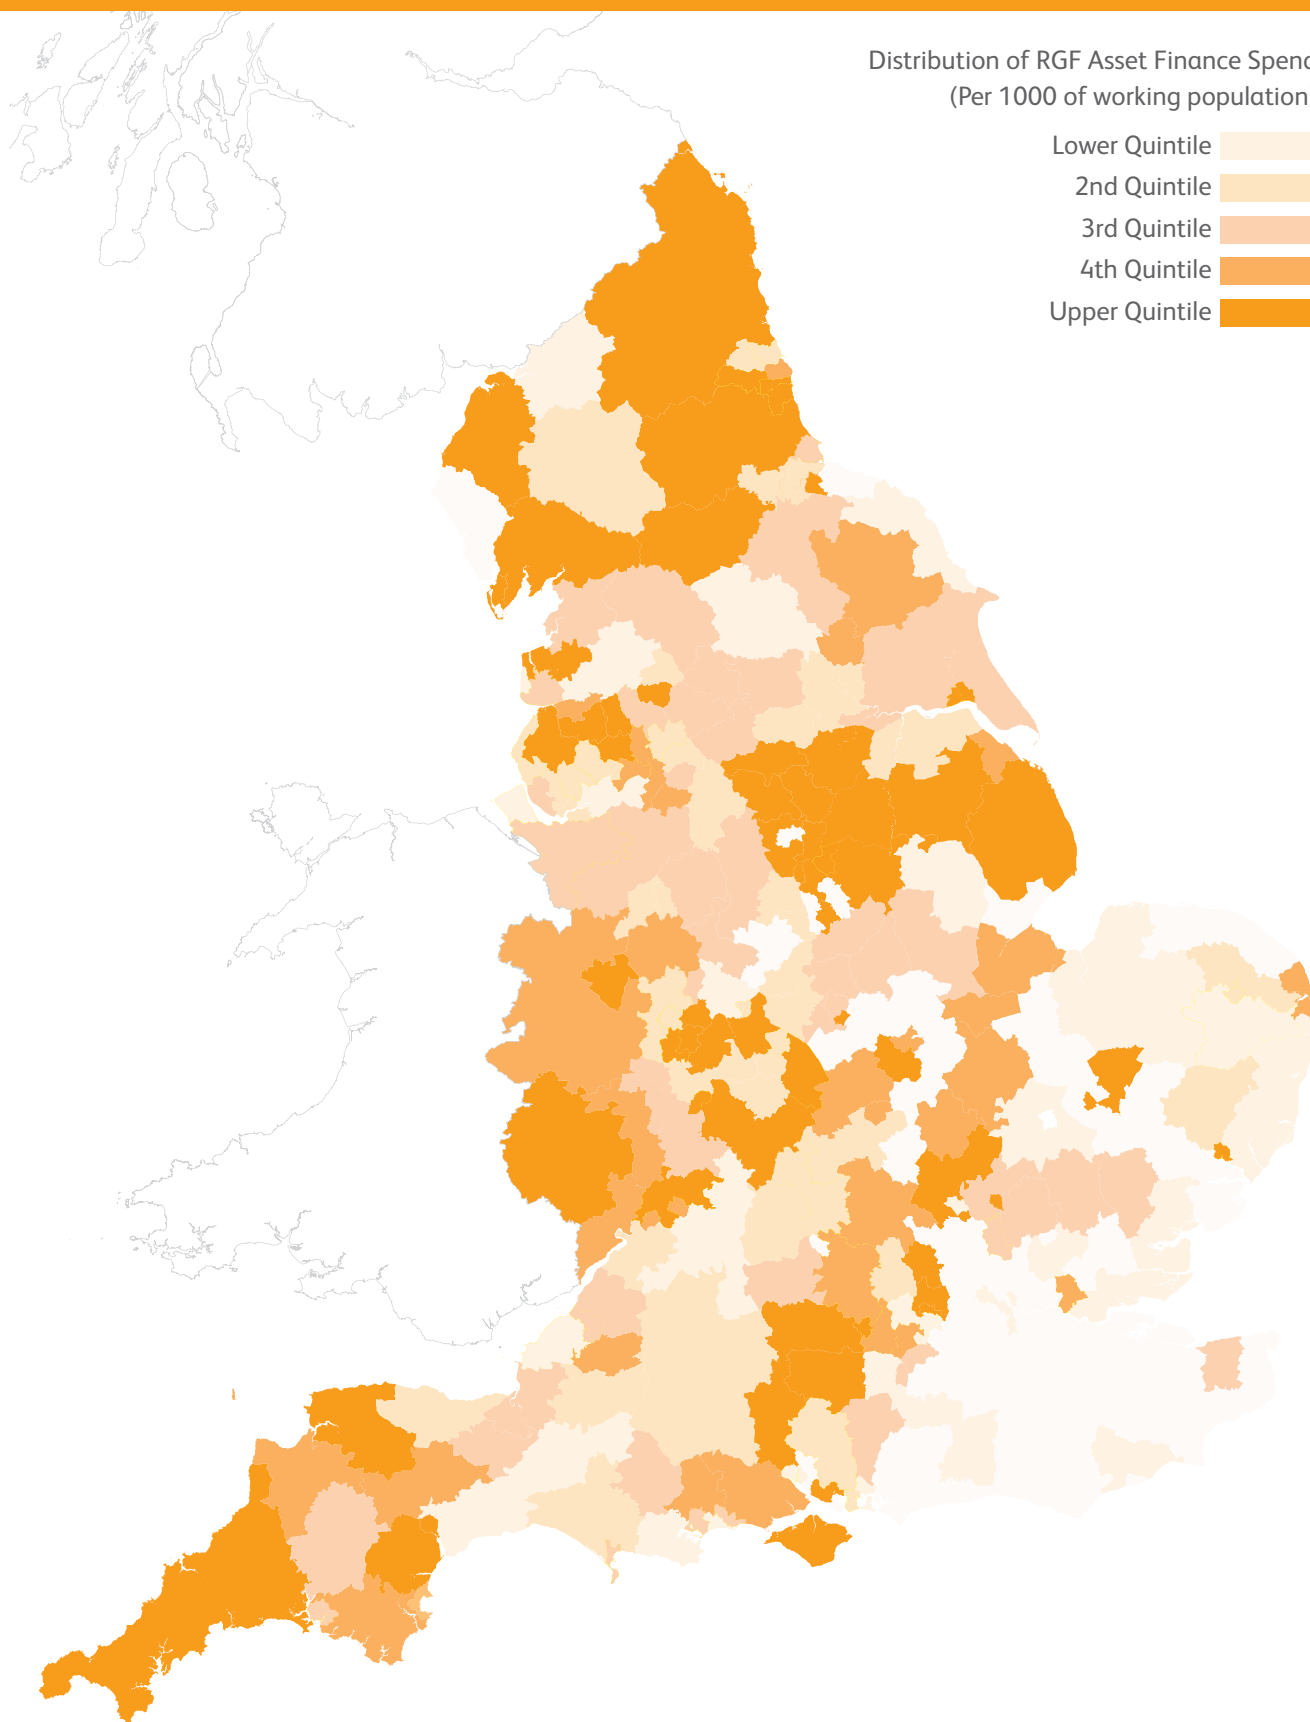 Distribution of RGF Asset Finance Spend
(Per 1000 of working population
Lower Quintile
2nd Quintile
3rd Quintile
4th Quintile
Upper Quintile